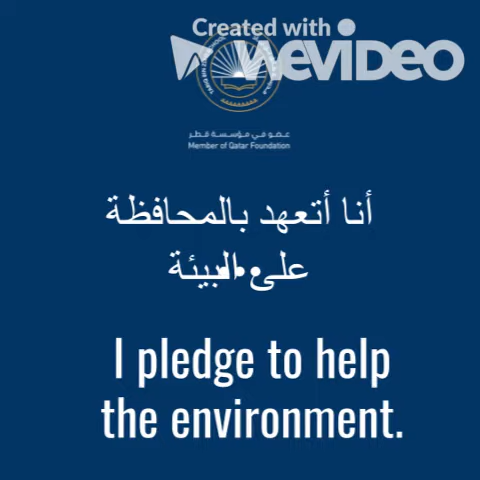 Created with
WEVIDEO
عضو في مؤسسة قطر
Member of Qatar Foundation
أنا أتعهد بالمحافظة
على البيئة
I pledge to help
the environment.